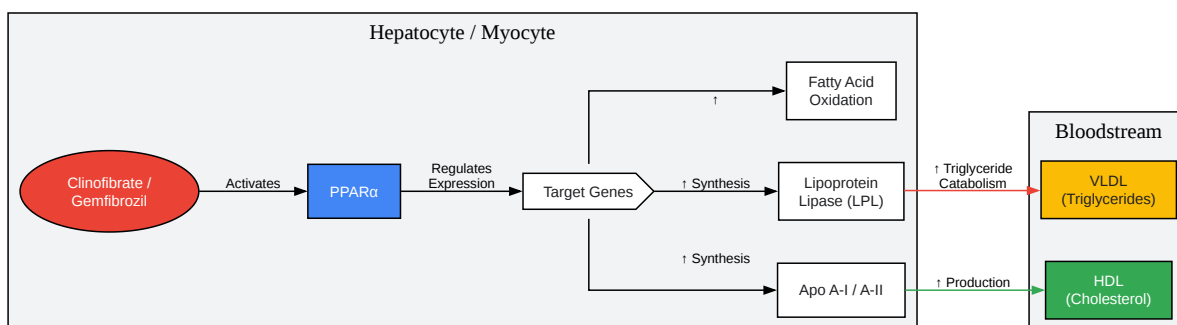 Hepatocyte / Myocyte
Fatty Acid
Oxidation
↑
Bloodstream
Clinofibrate /
Gemfibrozil
Activates
PPARα
Regulates
Expression
Target Genes
↑ Synthesis
Lipoprotein
Lipase (LPL)
↑ Triglyceride
Catabolism
VLDL
(Triglycerides)
↑ Synthesis
Apo A-I / A-II
↑ Production
HDL
(Cholesterol)